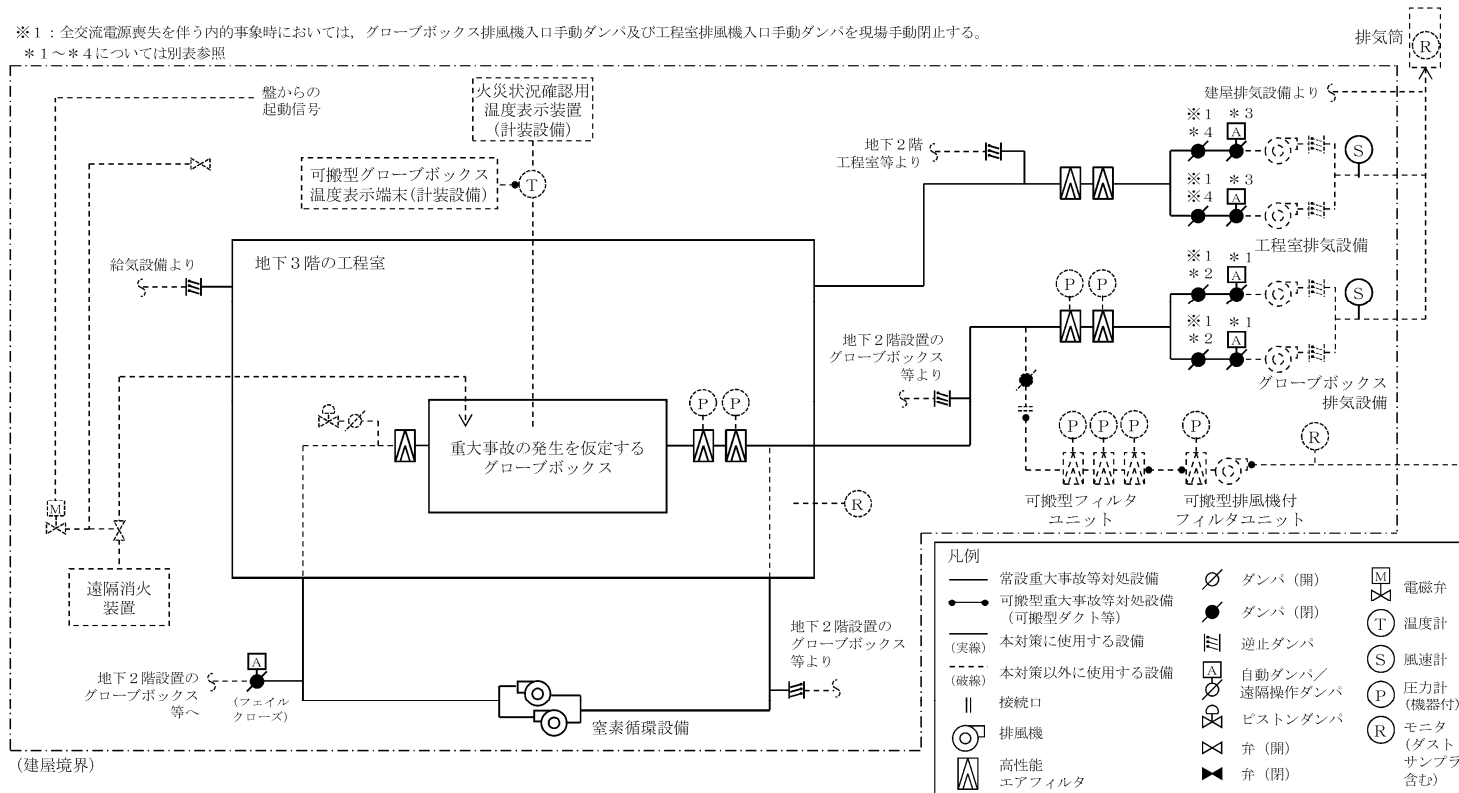 ※１：全交流電源喪失を伴う内的事象時においては，グローブボックス排風機入口手動ダンパ及び工程室排風機入口手動ダンパを現場手動閉止する。
＊１～＊４については別表参照
排気筒
R
盤からの
起動信号
火災状況確認用
温度表示装置
(計装設備)
可搬型グローブボックス
温度表示端末(計装設備)
T
建屋排気設備より
地下２階
工程室等より
※１ ＊３
＊４ A
S
※１ ＊３
＊４ A
工程室排気設備
給気設備より
地下３階の工程室
P P
※１ ＊１
＊２ A
S
※１ ＊１
＊２ A
グローブボックス
排気設備
地下２階設置の
グローブボックス
等より
P P
重大事故の発生を仮定する
グローブボックス
P P P P
R
可搬型フィルタ
ユニット
可搬型排風機付
フィルタユニット
R
M
遠隔消火
装置
地下２階設置の
グローブボックス
等へ
A
(フェイル
クローズ)
窒素循環設備
地下２階設置の
グローブボックス
等より
(建屋境界)
凡例
常設重大事故等対処設備
可搬型重大事故等対処設備
(可搬型ダクト等)
(実線) 本対策に使用する設備
(破線) 本対策以外に使用する設備
接続口
排風機
高性能
エアフィルタ
ダンパ（開）
ダンパ（閉）
逆止ダンパ
A 自動ダンパ／
遠隔操作ダンパ
ピストンダンパ
弁（開）
弁（閉）
M 電磁弁
T 温度計
S 風速計
P 圧力計
(機器付)
R モニタ
(ダスト
サンプラ
含む)